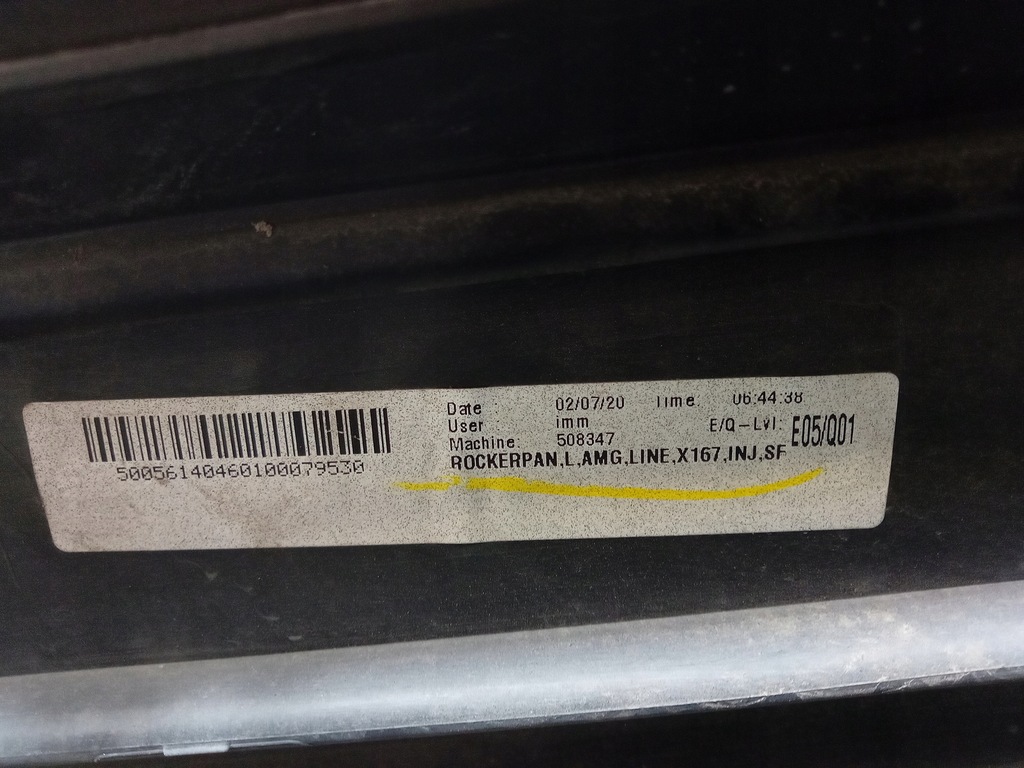 50056140460100079530
Date : 02/07/20 Time: 06:44:38
User : imm
Machine: 508347
E/Q-Lvl: E05/Q01
ROCKERPAN,L,AMG,LINE,X167,INJ,SF